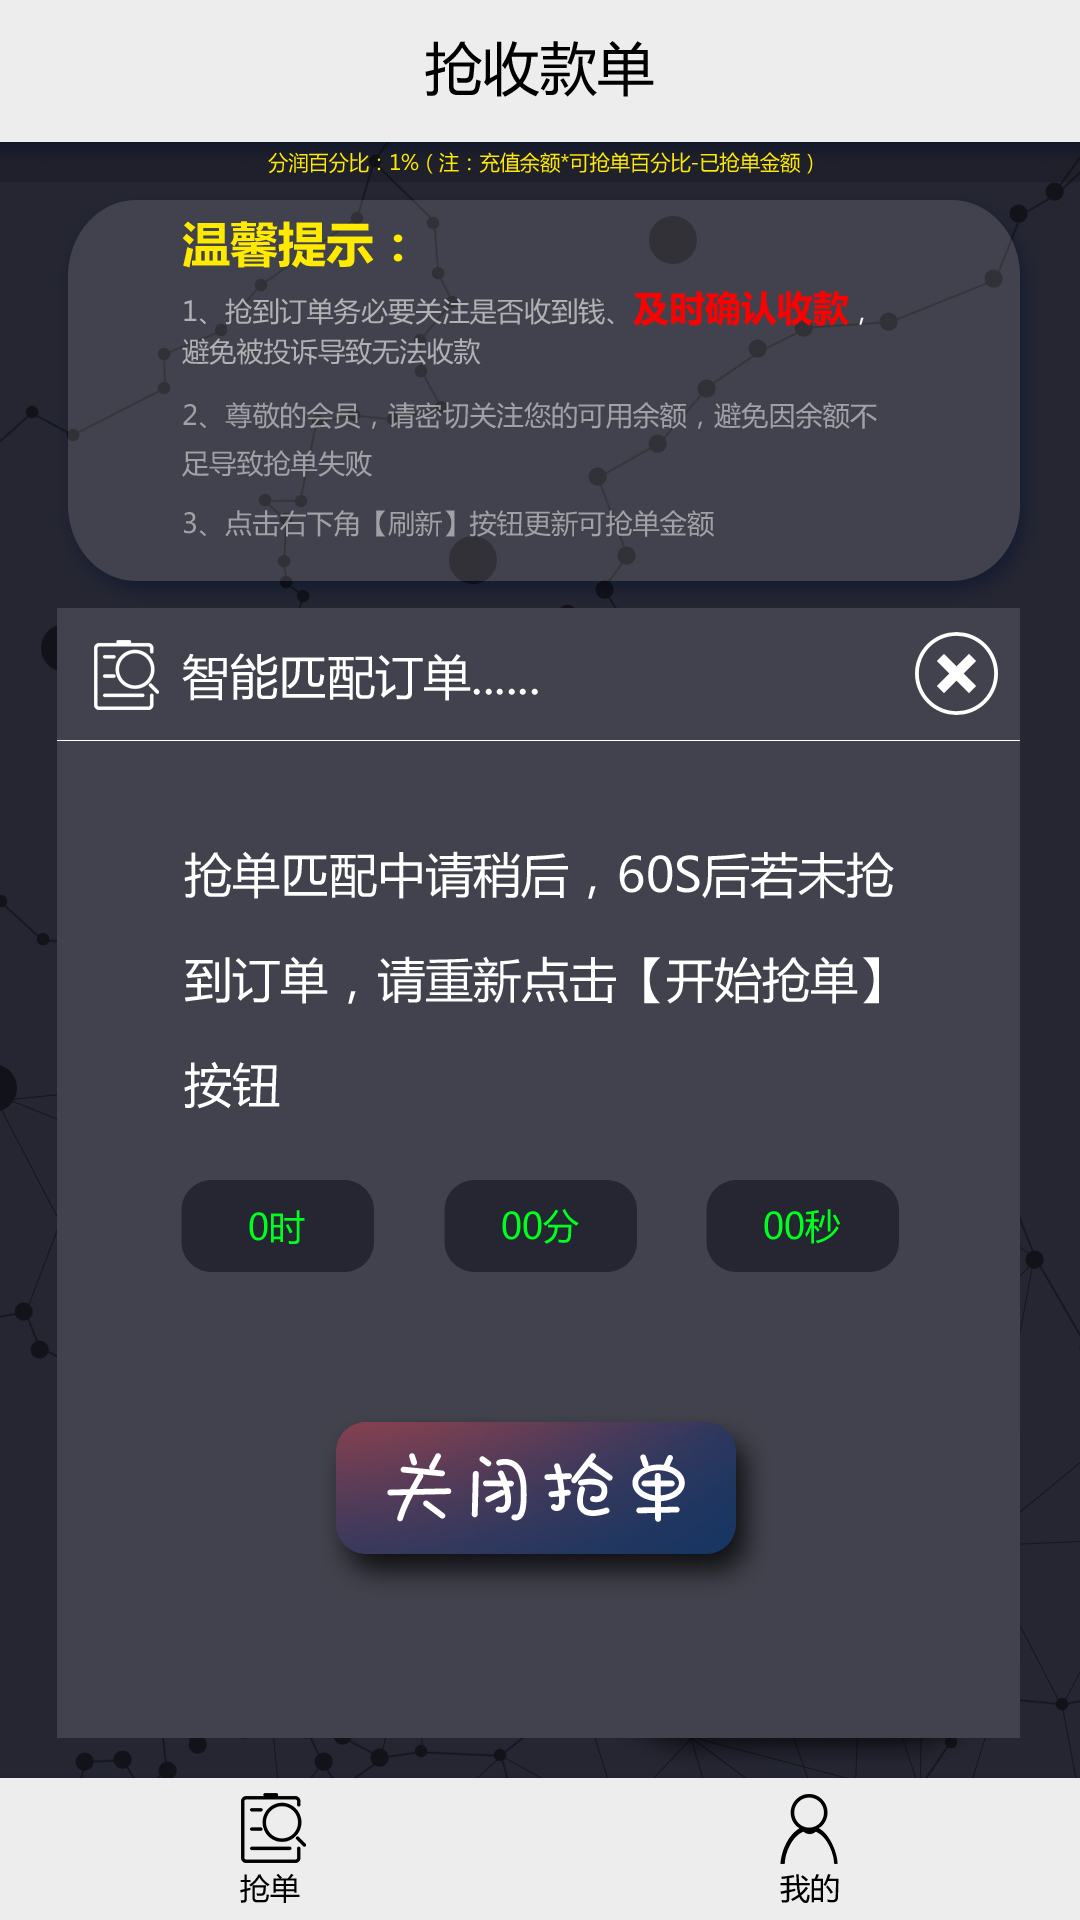 抢收款单
分润百分比：1%（注：充值余额*可抢单百分比-已抢单金额）
温馨提示：
1、抢到订单务必要关注是否收到钱、及时确认收款，
避免被投诉导致无法收款
2、尊敬的会员，请密切关注您的可用余额，避免因余额不
足导致抢单失败
3、点击右下角【刷新】按钮更新可抢单金额
智能匹配订单......
抢单匹配中请稍后，60S后若未抢
到订单，请重新点击【开始抢单】
按钮
0时 00分 00秒
关闭抢单
抢单 我的